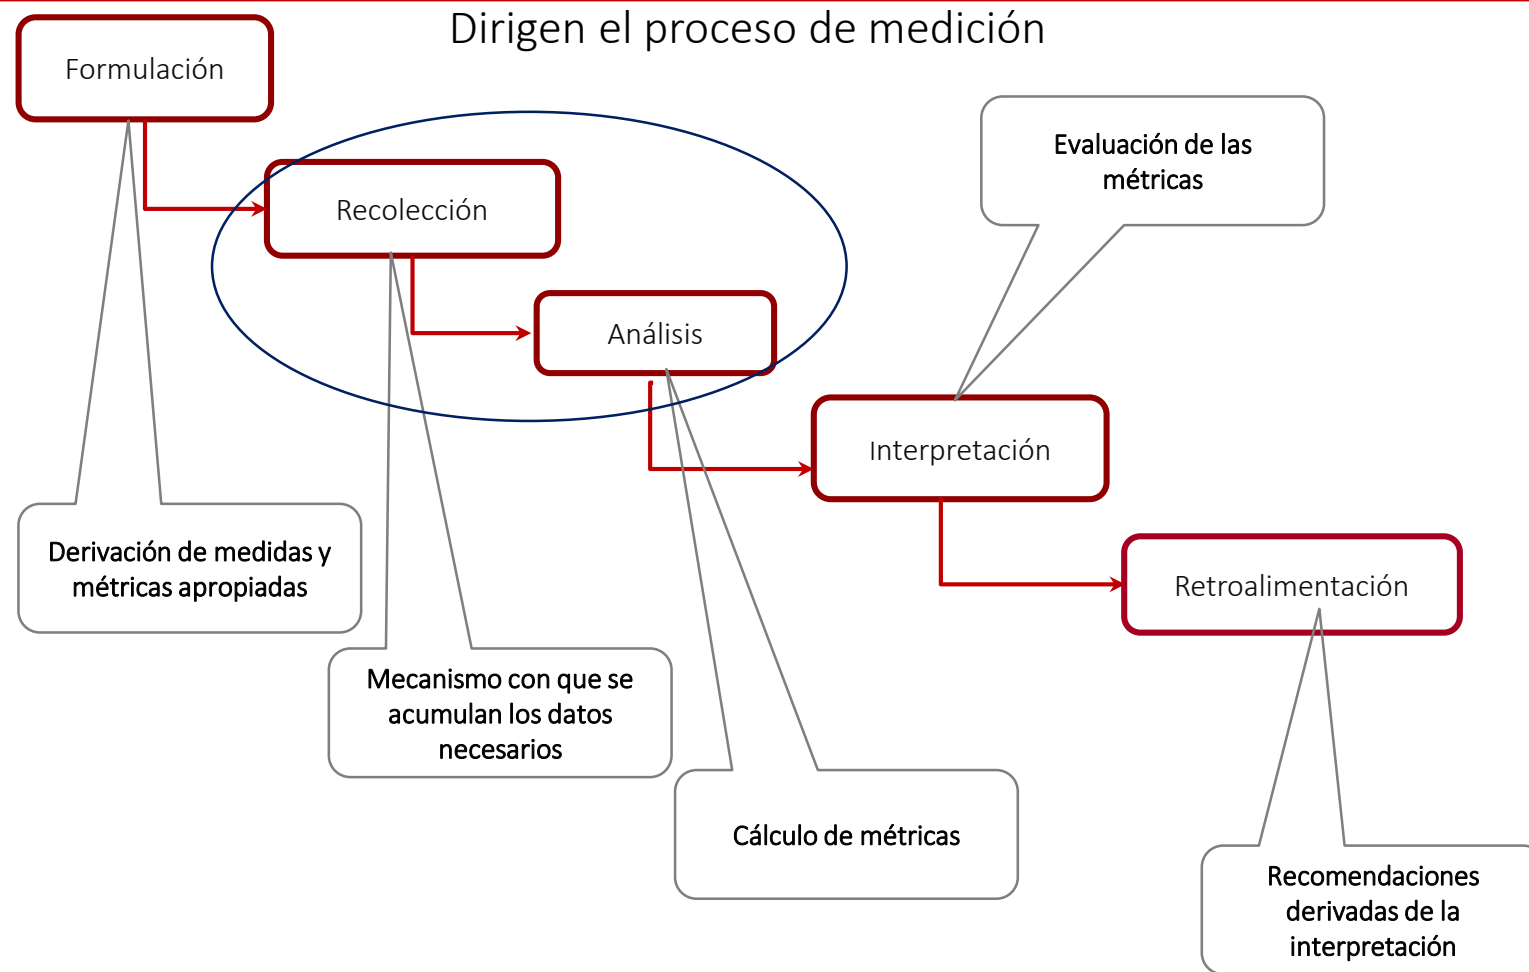 Dirigen el proceso de medición
Formulación
Evaluación de las
métricas
Recolección
Análisis
Interpretación
Derivación de medidas y
métricas apropiadas
Retroalimentación
Mecanismo con que se
acumulan los datos
necesarios
Cálculo de métricas
Recomendaciones
derivadas de la
interpretación